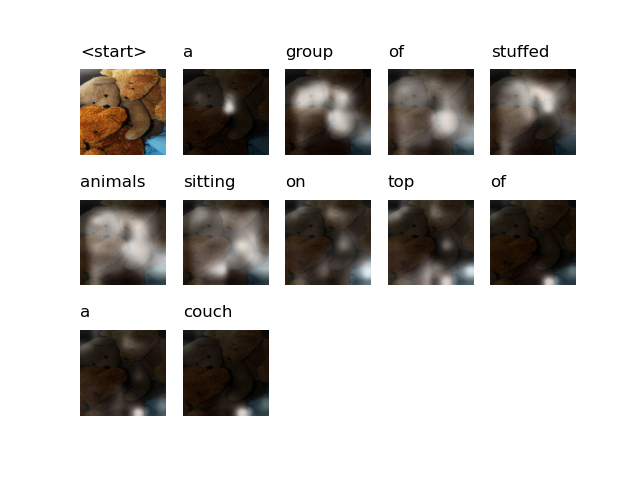 <start> a group of stuffed
animals sitting on top of
a couch